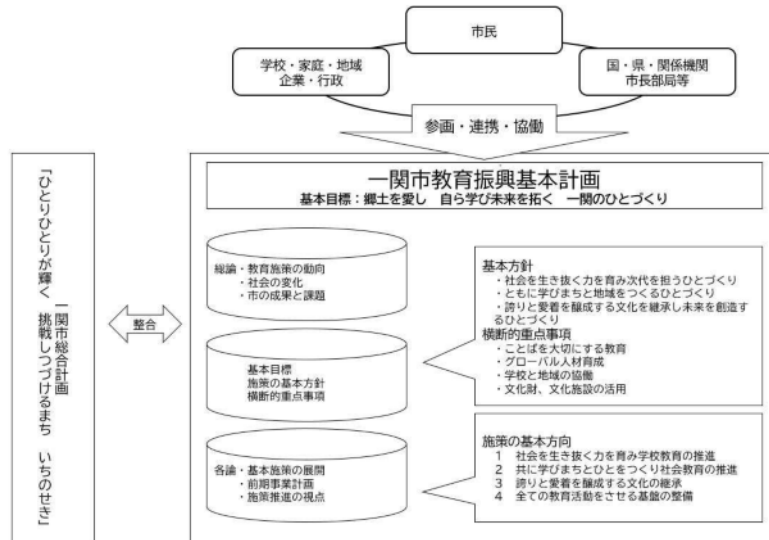 市民
学校・家庭・地域
企業・行政
国・県・関係機関
市長部局等
参画・連携・協働
一関市総合計画
「ひとりひとりが輝く　挑戦しつづけるまち　いちのせき」
整合
一関市教育振興基本計画
基本目標：郷土を愛し　自ら学び未来を拓く　一関のひとづくり
総論・教育施策の動向
・社会の変化
・市の成果と課題
基本目標
施策の基本方針
横断的重点事項
各論・基本施策の展開
・前期事業計画
・施策推進の視点
基本方針
・社会を生き抜く力を育み次代を担うひとづくり
・ともに学びまちと地域をつくるひとづくり
・誇りと愛着を醸成する文化を継承し未来を創造す
るひとづくり
横断的重点事項
・ことばを大切にする教育
・グローバル人材育成
・学校と地域の協働
・文化財、文化施設の活用
施策の基本方向
1　社会を生き抜く力を育み学校教育の推進
2　共に学びまちとひとをつくり社会教育の推進
3　誇りと愛着を醸成する文化の継承
4　全ての教育活動をさせる基盤の整備